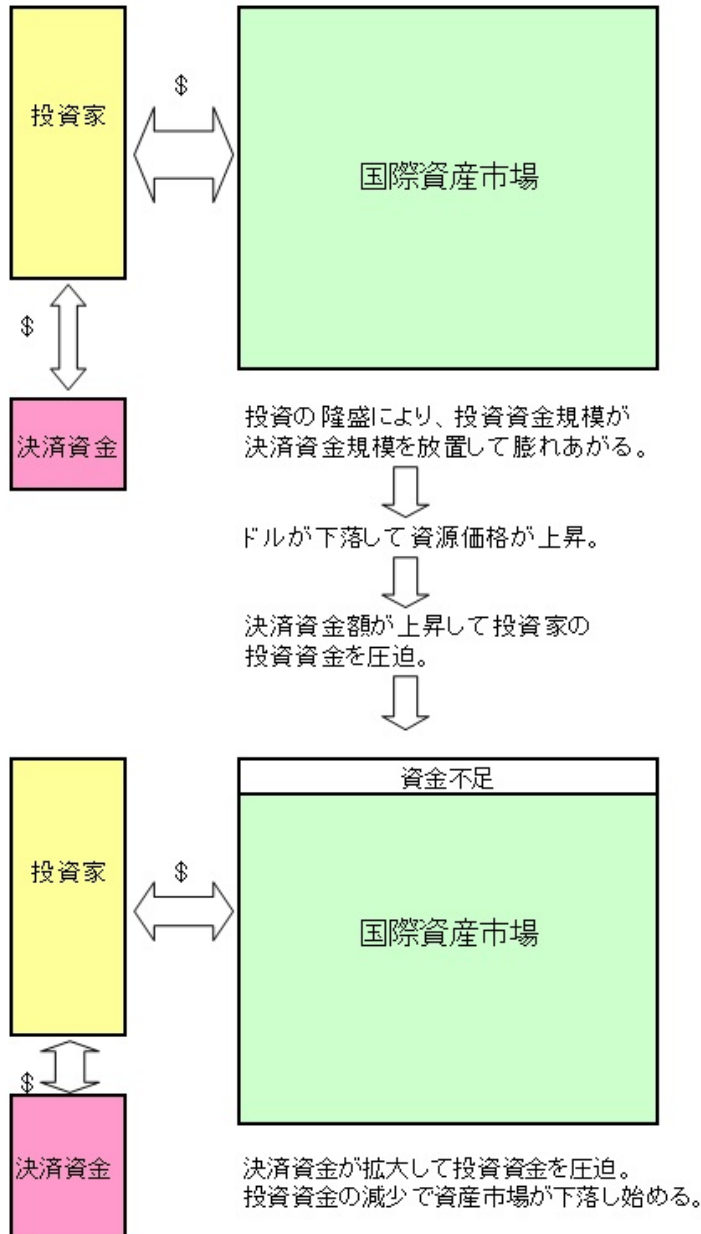 投資家
$
国際資産市場
$
決済資金
投資の隆盛により、投資資金規模が
決済資金規模を放置して膨れあがる。
ドルが下落して資源価格が上昇。
決済資金額が上昇して投資家の
投資資金を圧迫。
資金不足
投資家
$
国際資産市場
$
決済資金
決済資金が拡大して投資資金を圧迫。
投資資金の減少で資産市場が下落し始める。